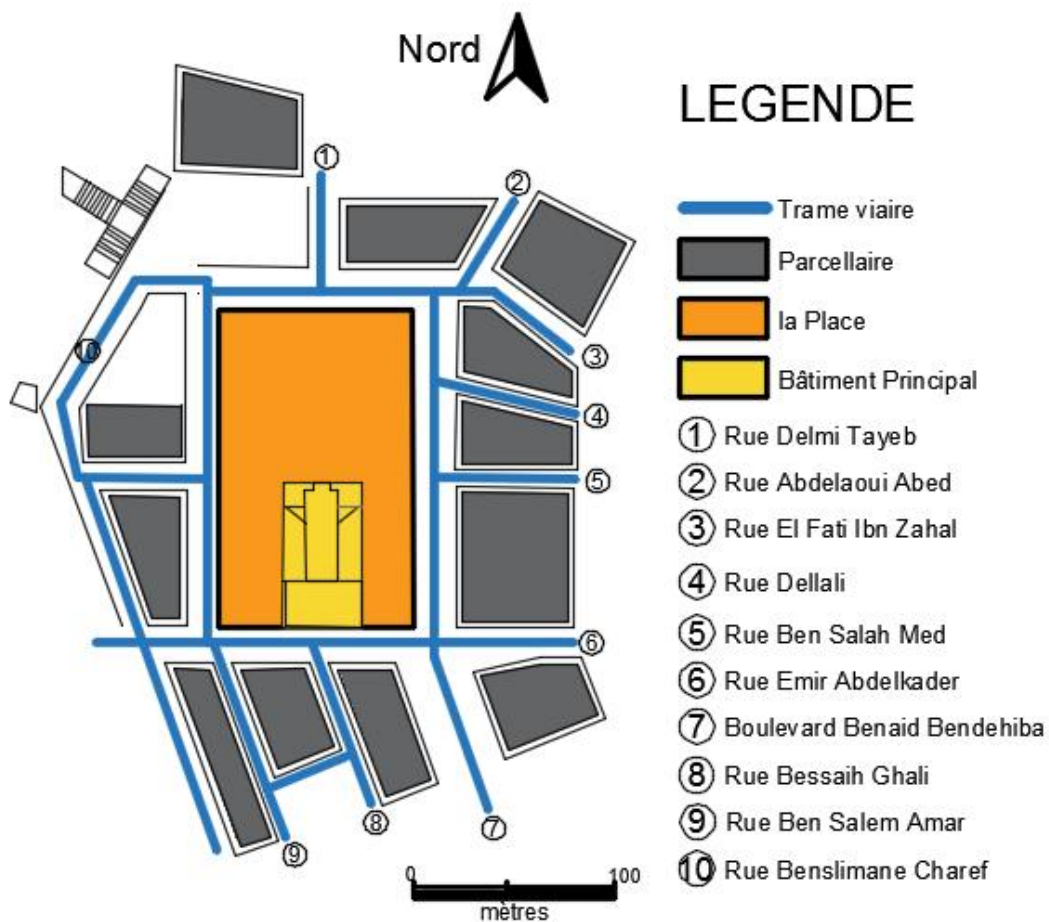 Nord
LEGENDE
Trame viaire
Parcellaire
la Place
Bâtiment Principal
1 Rue Delmi Tayeb
2 Rue Abdelaoui Abed
3 Rue El Fati Ibn Zahal
4 Rue Dellali
5 Rue Ben Salah Med
6 Rue Emir Abdelkader
7 Boulevard Benaid Bendehiba
8 Rue Bessaih Ghali
9 Rue Ben Salem Amar
10 Rue Benslimane Charef
1
2
3
10
4
5
6
7
8
9
0 100
mètres